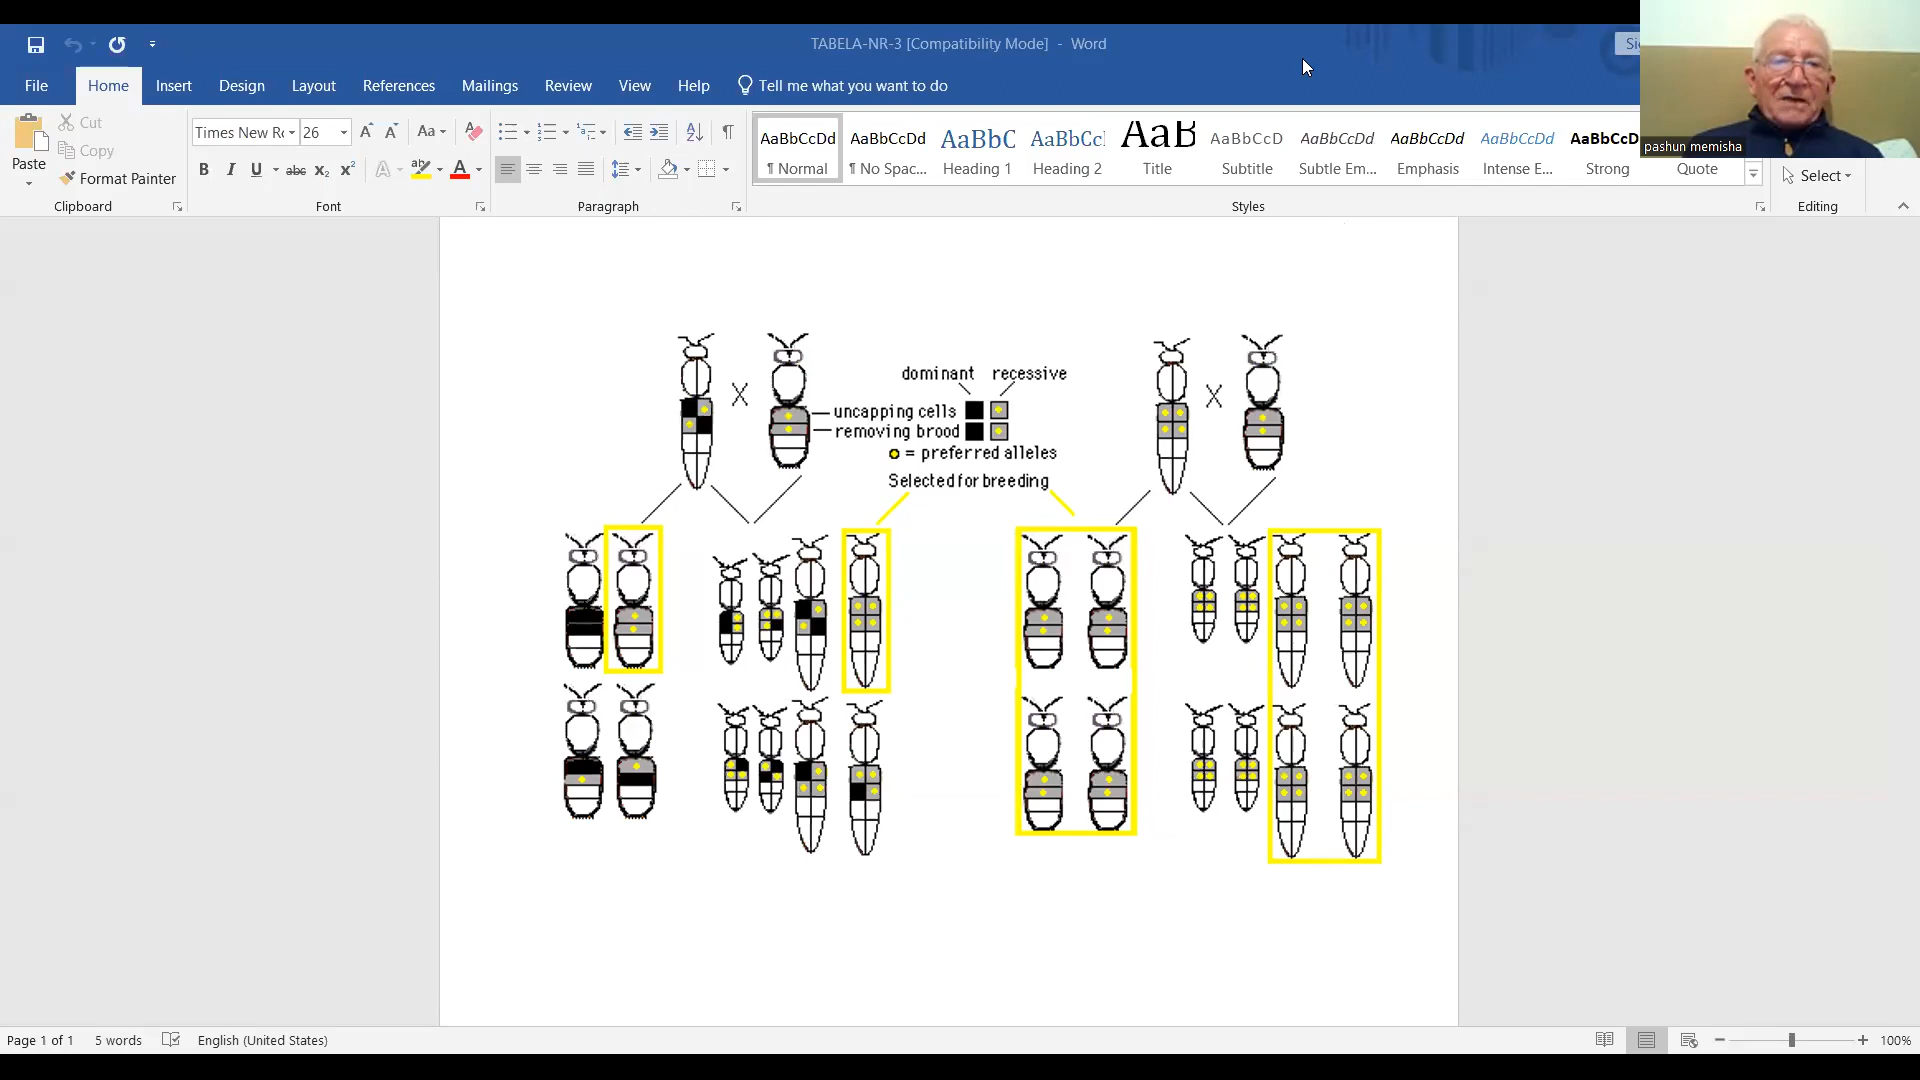 TABELA-NR-3 [Compatibility Mode] - Word
File Home Insert Design Layout References Mailings Review View Help Tell me what you want to do
pashun memisha
Paste
Cut
Copy
Format Painter
Clipboard
Times New R 26
Aa
B I U abc x₂ x²
A A
Font
Paragraph
AaBbCcDd
¶ Normal
AaBbCcDd
¶ No Spac...
AaBbC
Heading 1
AaBbCc
Heading 2
AaB
Title
AaBbCcD
Subtitle
AaBbCcDd
Subtle Em...
AaBbCcDd
Emphasis
AaBbCcDd
Intense E...
AaBbCcD
Strong
Quote
Styles
Select
Editing
dominant recessive
uncapping cells
removing brood
= preferred alleles
Selected for breeding
X
X
Page 1 of 1 5 words English (United States) 100%